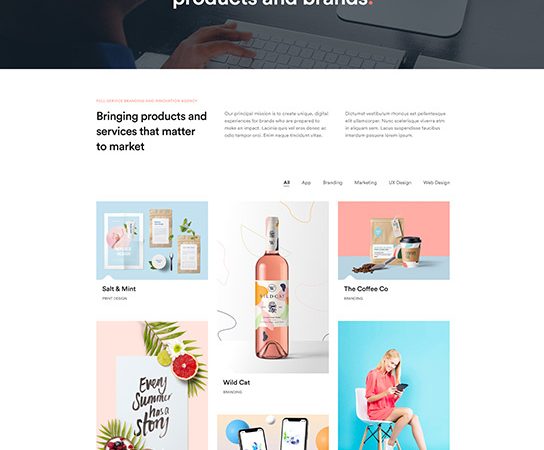 products and brands.
FULL-SERVICE BRANDING AND INNOVATION AGENCY
Bringing products and
services that matter
to market
Our principal mission is to create unique, digital
experiences for brands who are prepared to
make an impact. Lacinia quis vel eros donec ac
odio tempor orci. Enim neque tincidunt vitae.
Dictumst vestibulum rhoncus est pellentesque
elit ullamcorper. Nunc scelerisque viverra etm
in aliquam sem. Lacus suspendisse faucibus
interdum posuere lorem ipsum.
All App Branding Marketing UX Design Web Design
Salt & Mint
PRINT DESIGN
WILDCAT
Wild Cat
BRANDING
The Coffee Co
BRANDING
Every
Summer
has a
story